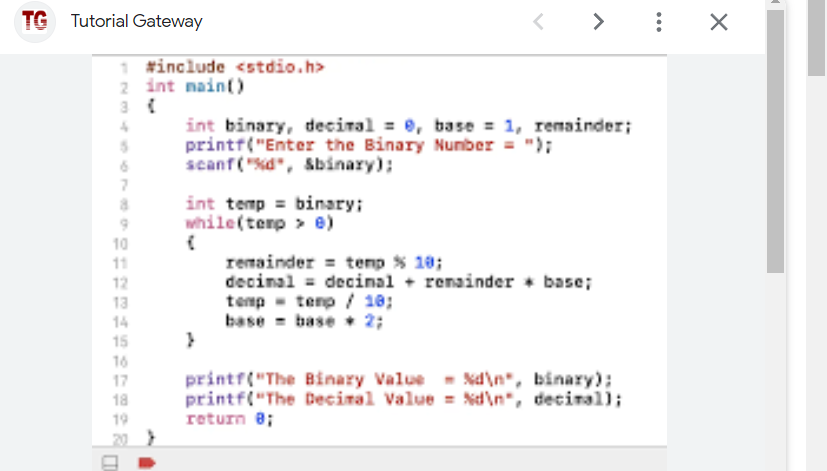 TG Tutorial Gateway
1 #include <stdio.h>
2 int main()
3 {
4 int binary, decimal = 0, base = 1, remainder;
5 printf("Enter the Binary Number = ");
6 scanf("%d", &binary);
7
8 int temp = binary;
9 while(temp > 0)
10 {
11 remainder = temp % 10;
12 decimal = decimal + remainder * base;
13 temp = temp / 10;
14 base = base * 2;
15 }
16
17 printf("The Binary Value  = %d\n", binary);
18 printf("The Decimal Value = %d\n", decimal);
19 return 0;
20 }